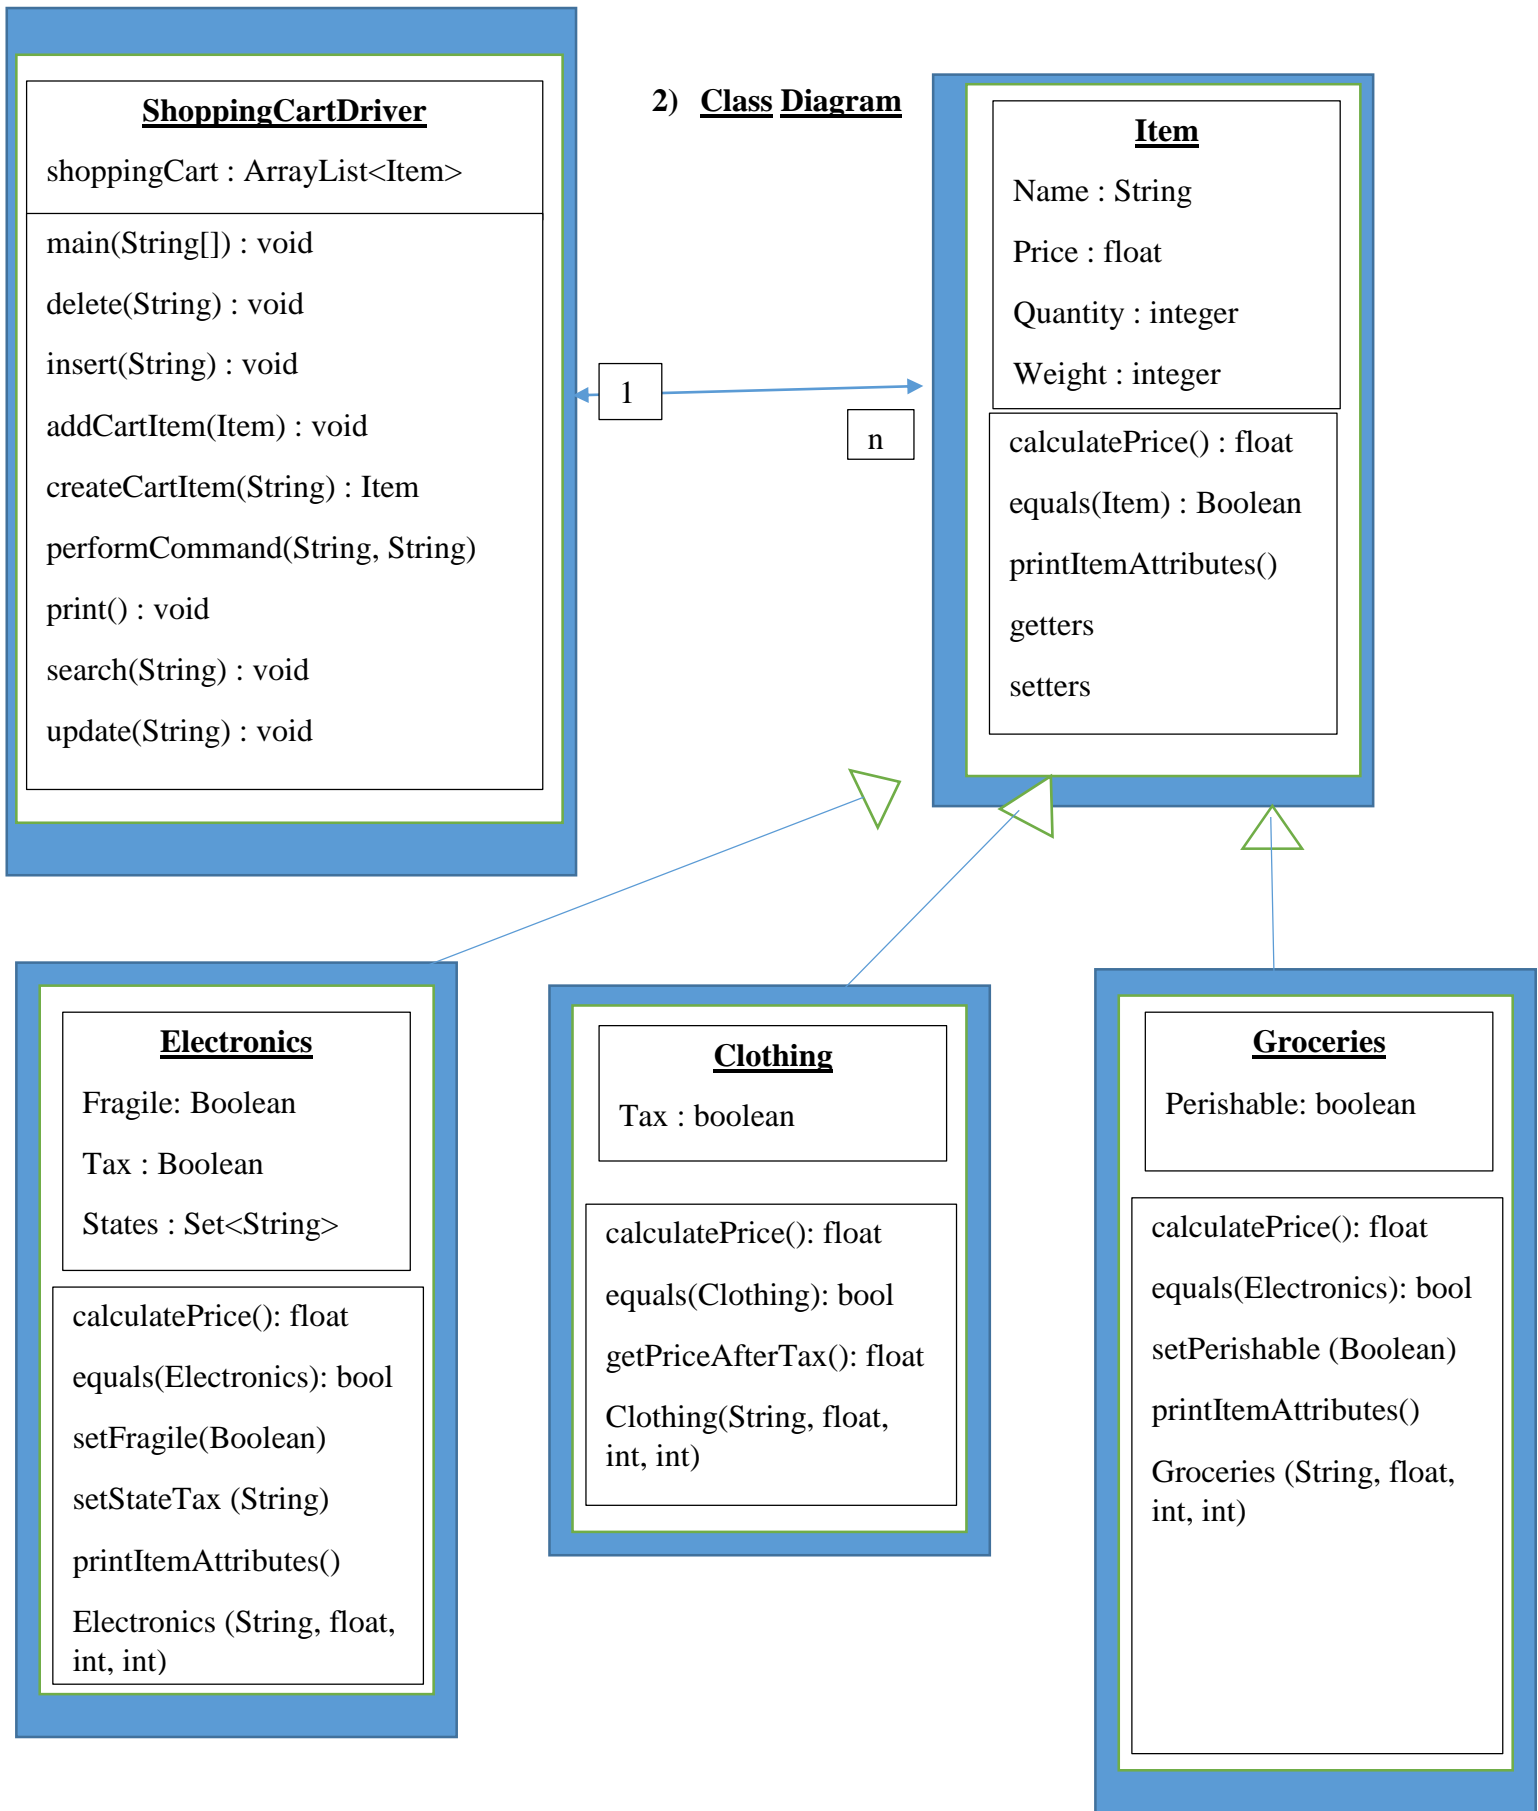 2) Class Diagram
ShoppingCartDriver
shoppingCart : ArrayList<Item>
main(String[]) : void
delete(String) : void
insert(String) : void
addCartItem(Item) : void
createCartItem(String) : Item
performCommand(String, String)
print() : void
search(String) : void
update(String) : void
1
n
Item
Name : String
Price : float
Quantity : integer
Weight : integer
calculatePrice() : float
equals(Item) : Boolean
printItemAttributes()
getters
setters
Electronics
Fragile: Boolean
Tax : Boolean
States : Set<String>
calculatePrice(): float
equals(Electronics): bool
setFragile(Boolean)
setStateTax (String)
printItemAttributes()
Electronics (String, float,
int, int)
Clothing
Tax : boolean
calculatePrice(): float
equals(Clothing): bool
getPriceAfterTax(): float
Clothing(String, float,
int, int)
Groceries
Perishable: boolean
calculatePrice(): float
equals(Electronics): bool
setPerishable (Boolean)
printItemAttributes()
Groceries (String, float,
int, int)